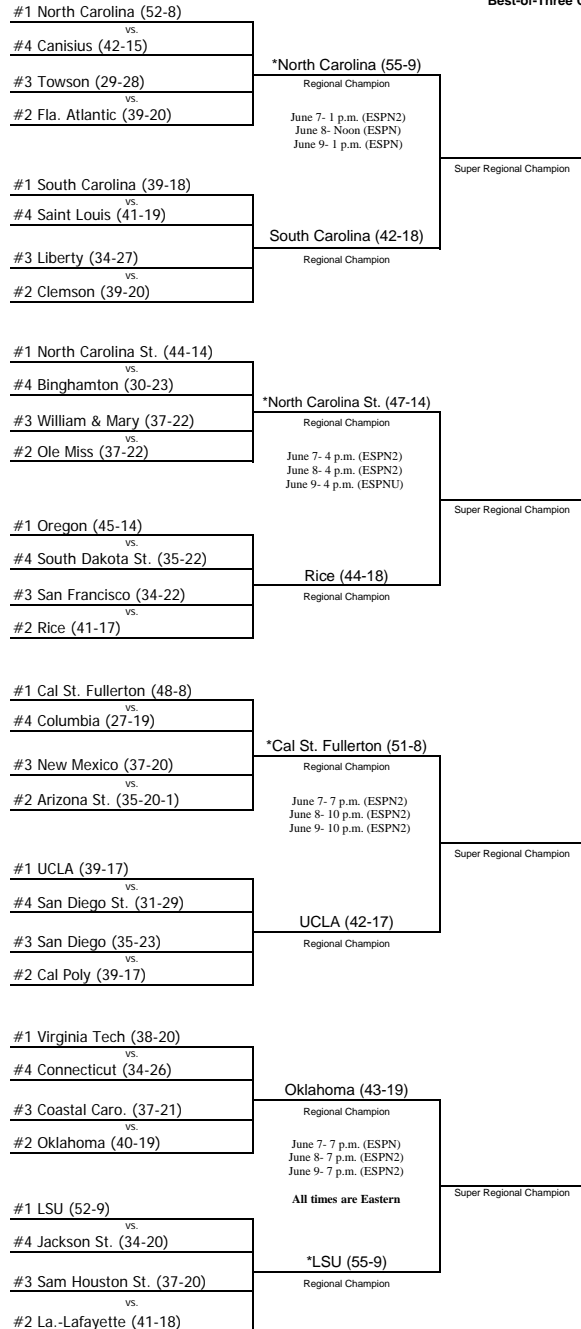 Best-of-Three
#1 North Carolina (52-8)
vs.
#4 Canisius (42-15)
#3 Towson (29-28)
vs.
#2 Fla. Atlantic (39-20)
*North Carolina (55-9)
Regional Champion
June 7- 1 p.m. (ESPN2)
June 8- Noon (ESPN)
June 9- 1 p.m. (ESPN)
Super Regional Champion
#1 South Carolina (39-18)
vs.
#4 Saint Louis (41-19)
#3 Liberty (34-27)
vs.
#2 Clemson (39-20)
South Carolina (42-18)
Regional Champion
#1 North Carolina St. (44-14)
vs.
#4 Binghamton (30-23)
#3 William & Mary (37-22)
vs.
#2 Ole Miss (37-22)
*North Carolina St. (47-14)
Regional Champion
June 7- 4 p.m. (ESPN2)
June 8- 4 p.m. (ESPN2)
June 9- 4 p.m. (ESPNU)
Super Regional Champion
#1 Oregon (45-14)
vs.
#4 South Dakota St. (35-22)
#3 San Francisco (34-22)
vs.
#2 Rice (41-17)
Rice (44-18)
Regional Champion
#1 Cal St. Fullerton (48-8)
vs.
#4 Columbia (27-19)
#3 New Mexico (37-20)
vs.
#2 Arizona St. (35-20-1)
*Cal St. Fullerton (51-8)
Regional Champion
June 7- 7 p.m. (ESPN2)
June 8- 10 p.m. (ESPN2)
June 9- 10 p.m. (ESPN2)
Super Regional Champion
#1 UCLA (39-17)
vs.
#4 San Diego St. (31-29)
#3 San Diego (35-23)
vs.
#2 Cal Poly (39-17)
UCLA (42-17)
Regional Champion
#1 Virginia Tech (38-20)
vs.
#4 Connecticut (34-26)
#3 Coastal Caro. (37-21)
vs.
#2 Oklahoma (40-19)
Oklahoma (43-19)
Regional Champion
June 7- 7 p.m. (ESPN)
June 8- 7 p.m. (ESPN2)
June 9- 7 p.m. (ESPN2)
All times are Eastern
Super Regional Champion
#1 LSU (52-9)
vs.
#4 Jackson St. (34-20)
#3 Sam Houston St. (37-20)
vs.
#2 La.-Lafayette (41-18)
*LSU (55-9)
Regional Champion